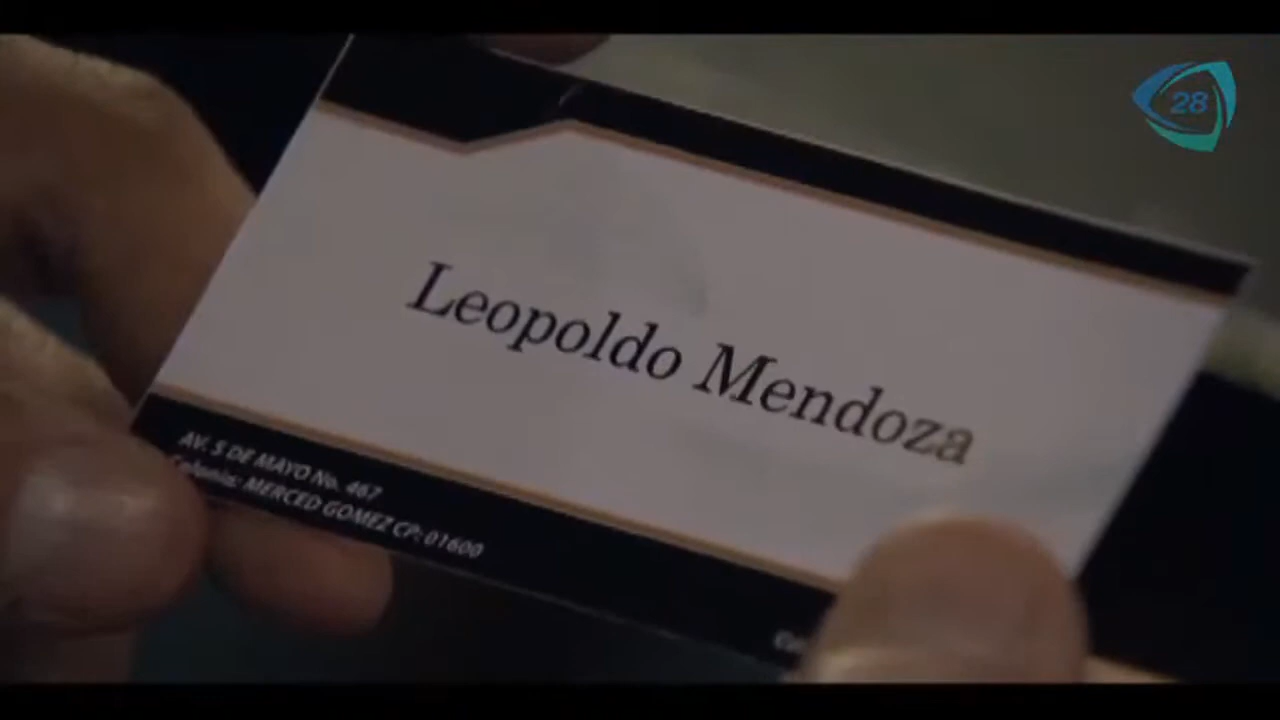 28
Leopoldo Mendoza
AV. 5 DE MAYO No. 467
Colonia: MERCED GOMEZ CP: 01600